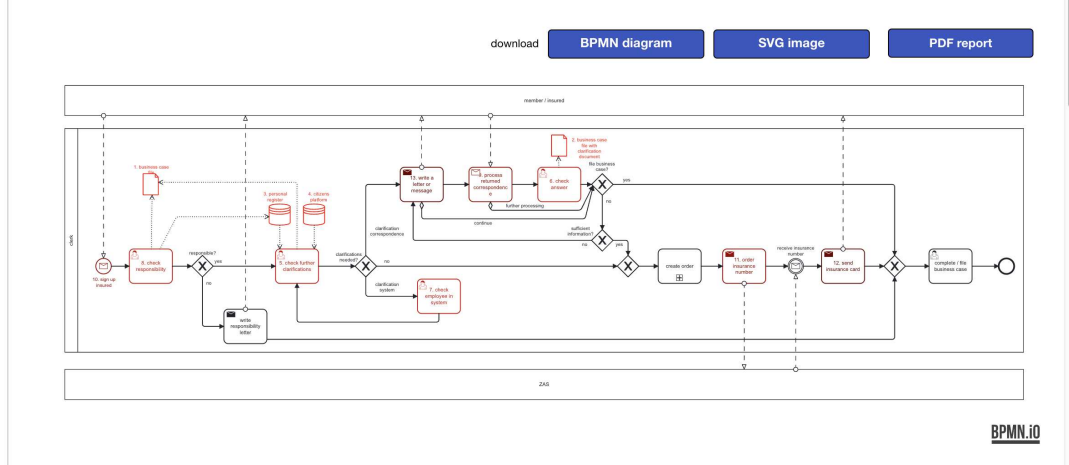 download
BPMN diagram
SVG image
PDF report
member / insured
clerk
10. sign up
insured
1. business case
file
8. check
responsibility
responsible?
yes
no
write
responsibility
letter
3. personal
register
4. citizens
platform
5. check further
clarifications
clarifications
needed?
no
clarification
correspondence
clarification
system
7. check
employee in
system
13. write a
letter or
message
process
returned
correspondenc
e
further processing
continue
6. check
answer
2. business case
file with
clarification
document
file business
case?
yes
no
sufficient
information?
no
yes
create order
11. order
insurance
number
receive insurance
number
12. send
insurance card
complete / file
business case
ZAS
BPMN.iO